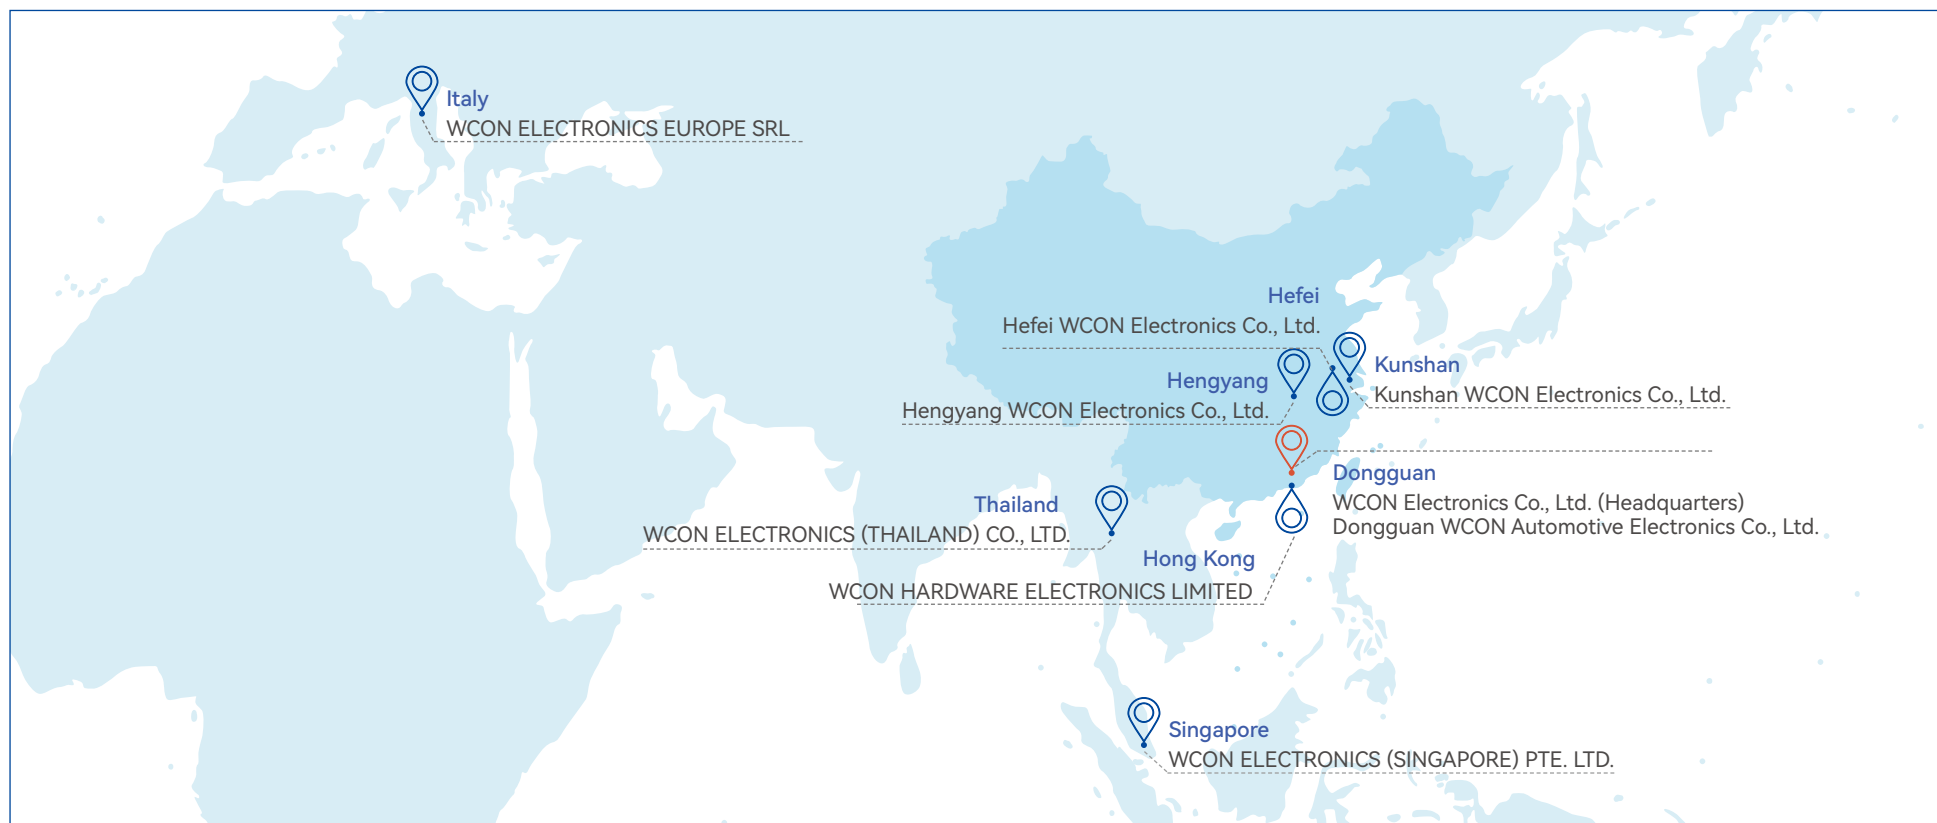 Italy
WCON ELECTRONICS EUROPE SRL
Hefei
Hefei WCON Electronics Co., Ltd.
Kunshan
Kunshan WCON Electronics Co., Ltd.
Hengyang
Hengyang WCON Electronics Co., Ltd.
Dongguan
WCON Electronics Co., Ltd. (Headquarters)
Dongguan WCON Automotive Electronics Co., Ltd.
Thailand
WCON ELECTRONICS (THAILAND) CO., LTD.
Hong Kong
WCON HARDWARE ELECTRONICS LIMITED
Singapore
WCON ELECTRONICS (SINGAPORE) PTE. LTD.